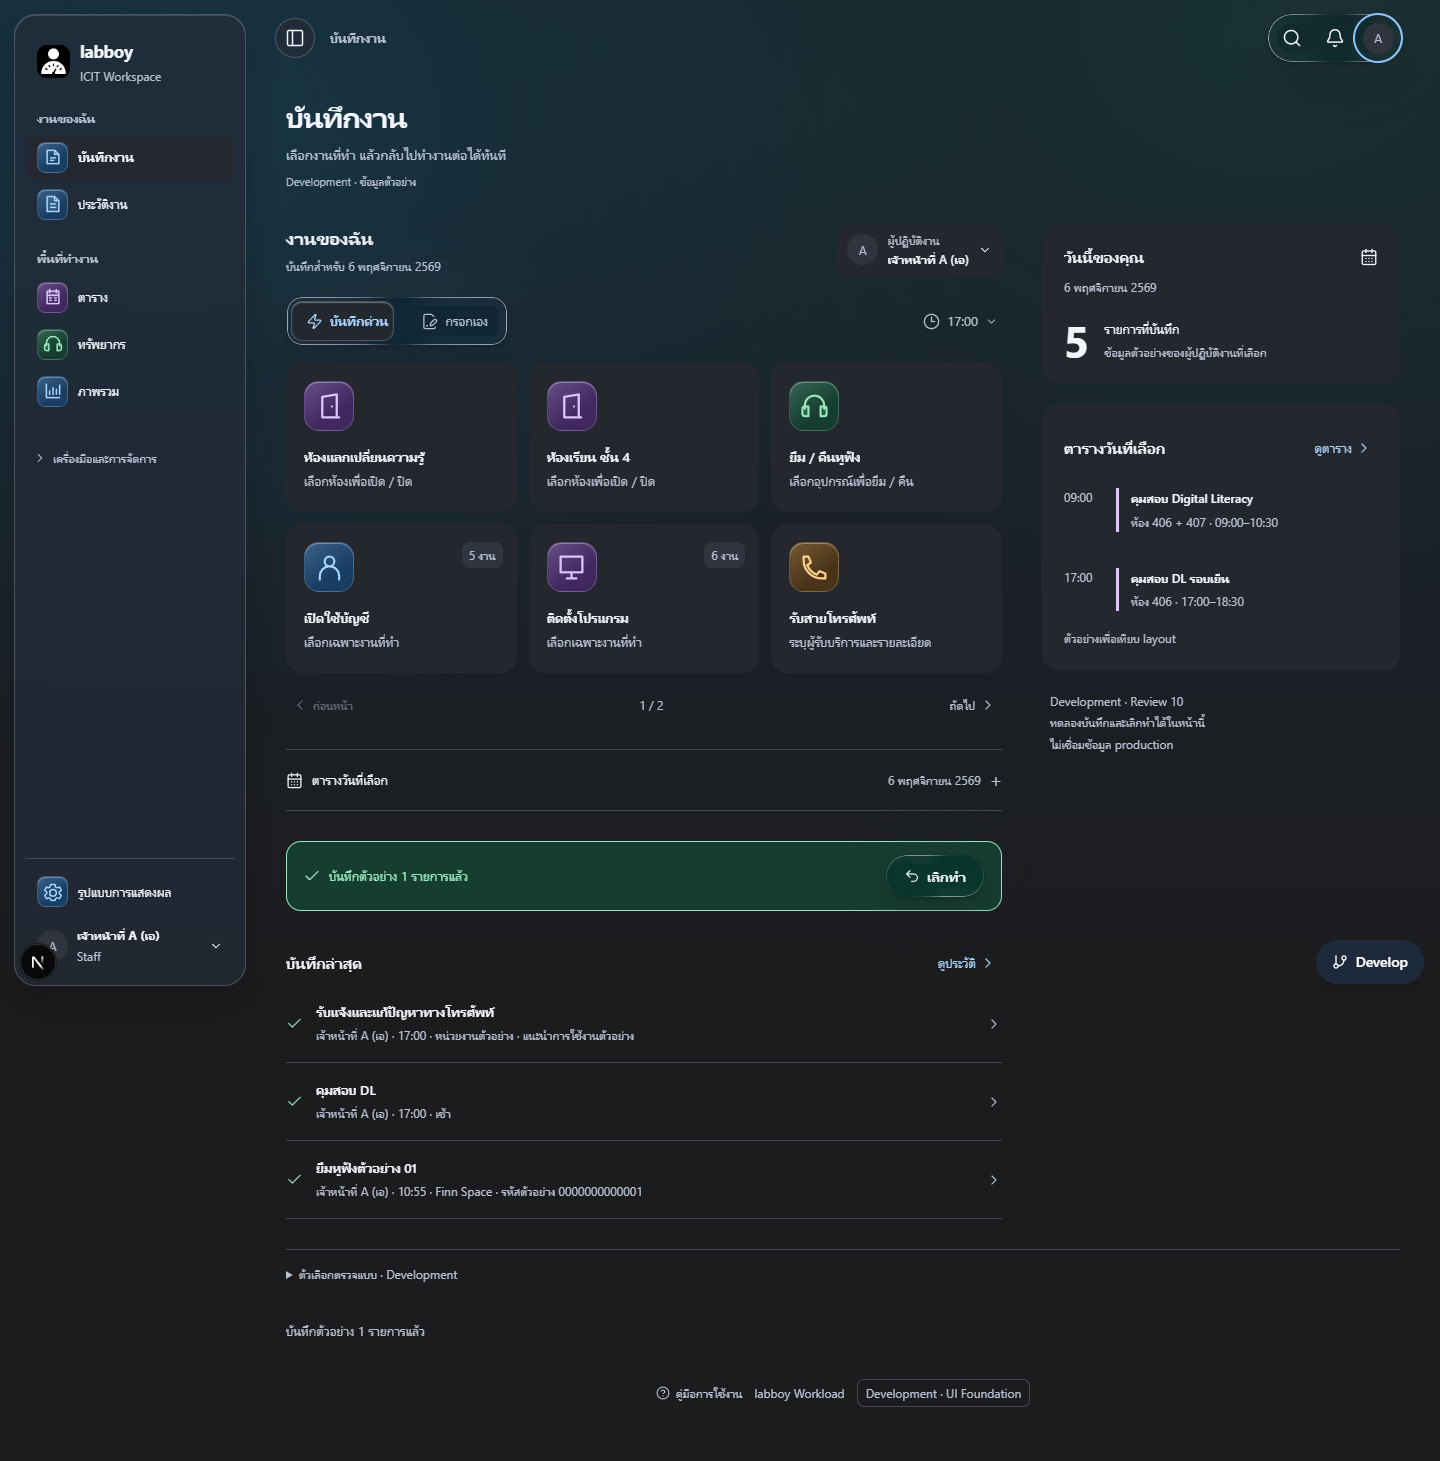 labboy
ICIT Workspace
งานของฉัน
บันทึกงาน
ประวัติงาน
พื้นที่ทำงาน
ตาราง
ทรัพยากร
ภาพรวม
เครื่องมือและการจัดการ
รูปแบบการแสดงผล
A
เจ้าหน้าที่ A (เอ)
Staff
N
บันทึกงาน
A
บันทึกงาน
เลือกงานที่ทำ แล้วกลับไปทำงานต่อได้ทันที
Development · ข้อมูลตัวอย่าง
งานของฉัน
บันทึกสำหรับ 6 พฤศจิกายน 2569
A
ผู้ปฏิบัติงาน
เจ้าหน้าที่ A (เอ)
บันทึกด่วน
กรอกเอง
17:00
ห้องแลกเปลี่ยนความรู้
เลือกห้องเพื่อเปิด / ปิด
ห้องเรียน ชั้น 4
เลือกห้องเพื่อเปิด / ปิด
ยืม / คืนหูฟัง
เลือกอุปกรณ์เพื่อยืม / คืน
5 งาน
เปิดใช้บัญชี
เลือกเฉพาะงานที่ทำ
6 งาน
ติดตั้งโปรแกรม
เลือกเฉพาะงานที่ทำ
รับสายโทรศัพท์
ระบุผู้รับบริการและรายละเอียด
ก่อนหน้า
1 / 2
ถัดไป
ตารางวันที่เลือก
6 พฤศจิกายน 2569
บันทึกตัวอย่าง 1 รายการแล้ว
เลิกทำ
บันทึกล่าสุด
ดูประวัติ
รับแจ้งและแก้ปัญหาทางโทรศัพท์
เจ้าหน้าที่ A (เอ) · 17:00 · หน่วยงานตัวอย่าง · แนะนำการใช้งานตัวอย่าง
คุมสอบ DL
เจ้าหน้าที่ A (เอ) · 17:00 · เช้า
ยืมหูฟังตัวอย่าง 01
เจ้าหน้าที่ A (เอ) · 10:55 · Finn Space · รหัสตัวอย่าง 0000000000001
วันนี้ของคุณ
6 พฤศจิกายน 2569
5
รายการที่บันทึก
ข้อมูลตัวอย่างของผู้ปฏิบัติงานที่เลือก
ตารางวันที่เลือก
ดูตาราง
09:00
คุมสอบ Digital Literacy
ห้อง 406 + 407 · 09:00–10:30
17:00
คุมสอบ DL รอบเย็น
ห้อง 406 · 17:00–18:30
ตัวอย่างเพื่อเทียบ layout
Development · Review 10
ทดลองบันทึกและเลิกทำได้ในหน้านี้
ไม่เชื่อมข้อมูล production
Develop
ตัวเลือกตรวจแบบ · Development
บันทึกตัวอย่าง 1 รายการแล้ว
คู่มือการใช้งาน
labboy Workload
Development · UI Foundation